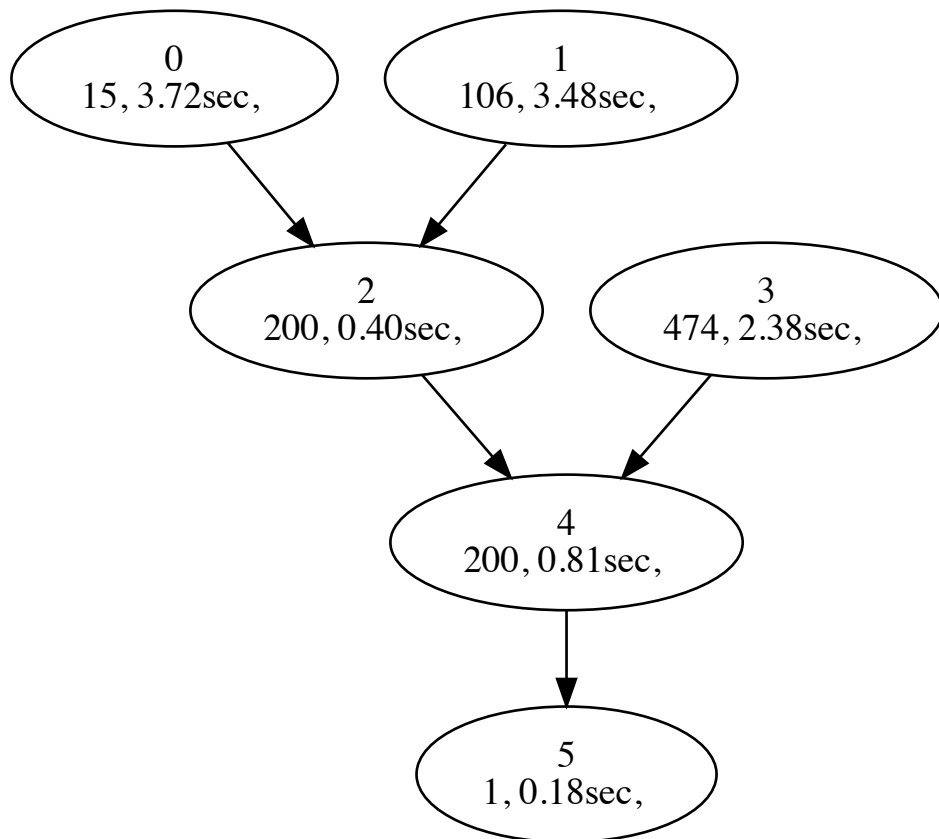 0
15, 3.72sec,
1
106, 3.48sec,
2
200, 0.40sec,
3
474, 2.38sec,
4
200, 0.81sec,
5
1, 0.18sec,